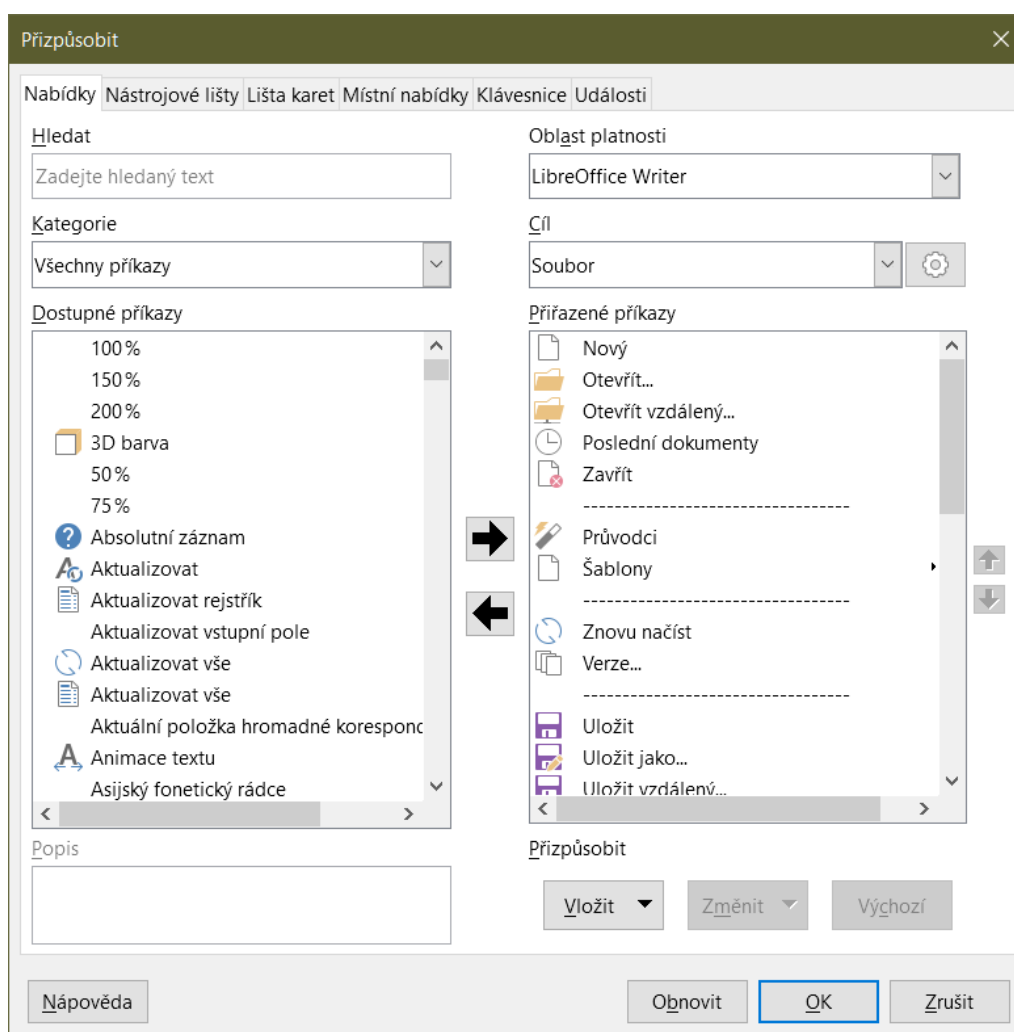 Přizpůsobit
Nabídky Nástrojové lišty Lišta karet Místní nabídky Klávesnice Události
Hledat
Zadejte hledaný text
Kategorie
Všechny příkazy
Dostupné příkazy
100 %
150 %
200 %
3D barva
50 %
75 %
Absolutní záznam
Aktualizovat
Aktualizovat rejstřík
Aktualizovat vstupní pole
Aktualizovat vše
Aktualizovat vše
Aktuální položka hromadné korespond
Animace textu
Asijský fonetický rádce
Popis
Oblast platnosti
LibreOffice Writer
Cíl
Soubor
Přiřazené příkazy
Nový
Otevřít...
Otevřít vzdálený...
Poslední dokumenty
Zavřít
----------------------------------
Průvodci
Šablony
----------------------------------
Znovu načíst
Verze...
----------------------------------
Uložit
Uložit jako...
Uložit vzdálený...
Přizpůsobit
Vložit
Změnit
Výchozí
Nápověda
Obnovit
OK
Zrušit